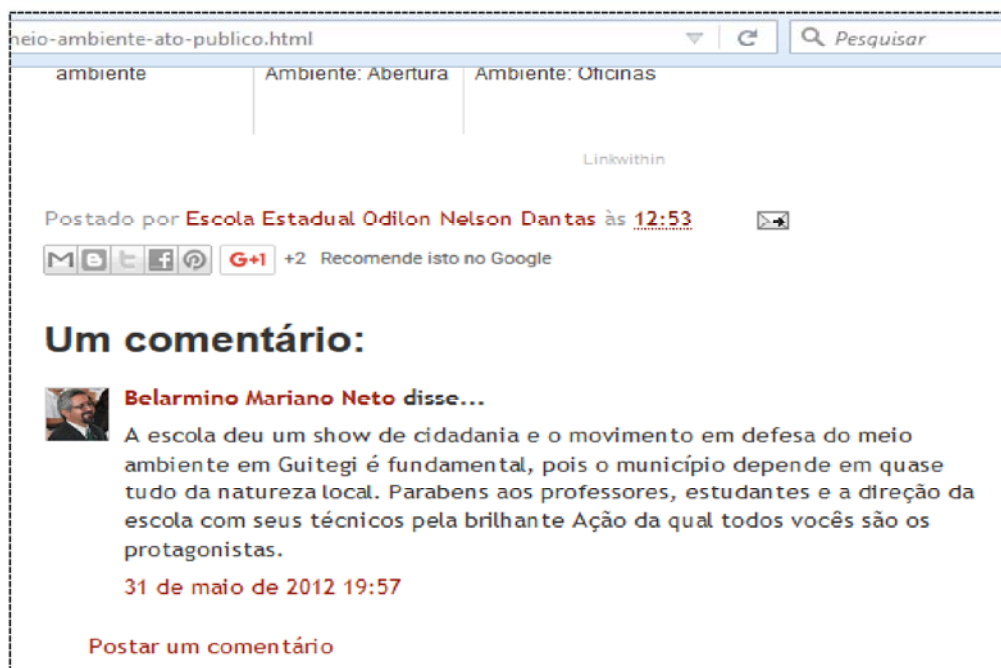 neio-ambiente-ato-publico.html Pesquisar
ambiente Ambiente: Abertura Ambiente: Oficinas
Linkwithin
Postado por Escola Estadual Odilon Nelson Dantas às 12:53
G+1 +2 Recomende isto no Google
Um comentário:
Belarmino Mariano Neto disse...
A escola deu um show de cidadania e o movimento em defesa do meio
ambiente em Guitegi é fundamental, pois o município depende em quase
tudo da natureza local. Parabens aos professores, estudantes e a direção da
escola com seus técnicos pela brilhante Ação da qual todos vocês são os
protagonistas.
31 de maio de 2012 19:57
Postar um comentário